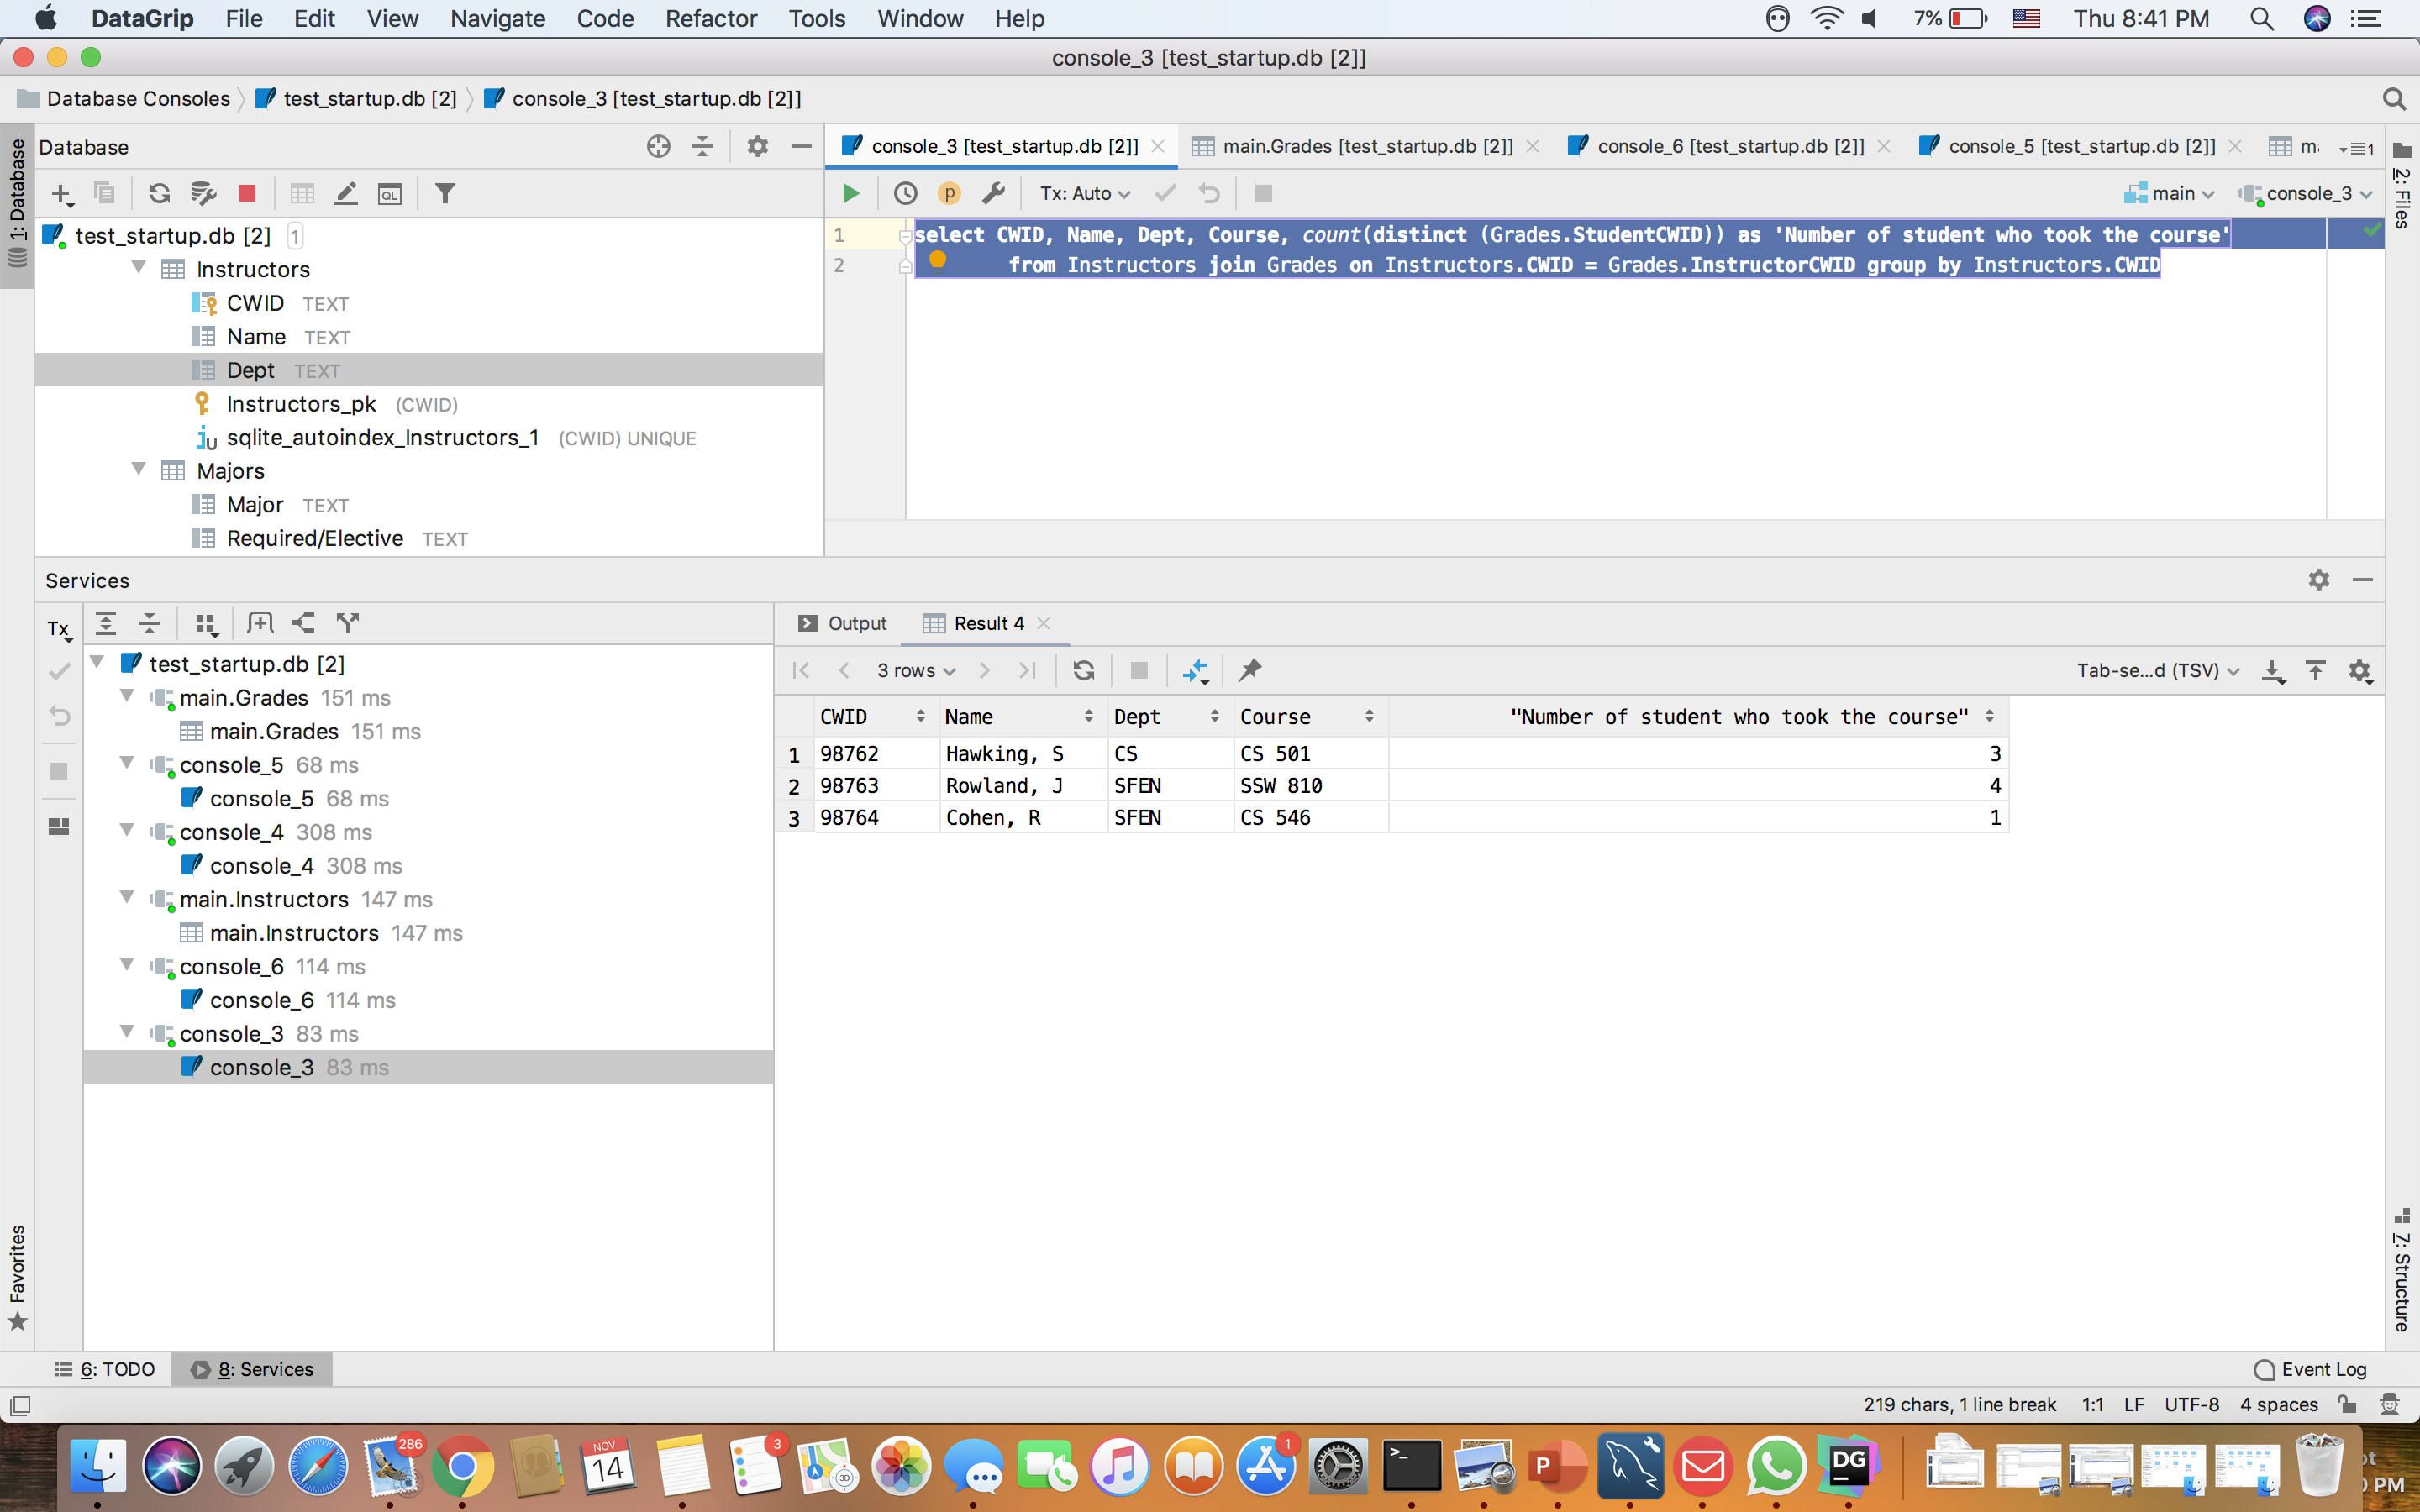 DataGrip File Edit View Navigate Code Refactor Tools Window Help 7% Thu 8:41 PM
console_3 [test_startup.db [2]]
Database Consoles test_startup.db [2] console_3 [test_startup.db [2]]
1: Database
Database
console_3 [test_startup.db [2]] main.Grades [test_startup.db [2]] console_6 [test_startup.db [2]] console_5 [test_startup.db [2]] 1
QL
p Tx: Auto main console_3
2: Files
test_startup.db [2] 1
Instructors
CWID TEXT
Name TEXT
Dept TEXT
Instructors_pk (CWID)
sqlite_autoindex_Instructors_1 (CWID) UNIQUE
Majors
Major TEXT
Required/Elective TEXT
1 select CWID, Name, Dept, Course, count(distinct (Grades.StudentCWID)) as 'Number of student who took the course'
2 from Instructors join Grades on Instructors.CWID = Grades.InstructorCWID group by Instructors.CWID
Services
Tx
test_startup.db [2]
main.Grades 151 ms
main.Grades 151 ms
console_5 68 ms
console_5 68 ms
console_4 308 ms
console_4 308 ms
main.Instructors 147 ms
main.Instructors 147 ms
console_6 114 ms
console_6 114 ms
console_3 83 ms
console_3 83 ms
Output Result 4
3 rows Tab-se...d (TSV)
CWID Name Dept Course "Number of student who took the course"
1 98762 Hawking, S CS CS 501 3
2 98763 Rowland, J SFEN SSW 810 4
3 98764 Cohen, R SFEN CS 546 1
Favorites
7: Structure
6: TODO 8: Services Event Log
219 chars, 1 line break 1:1 LF UTF-8 4 spaces
286 NOV 14 3 3D 1 >_ P DG
PM